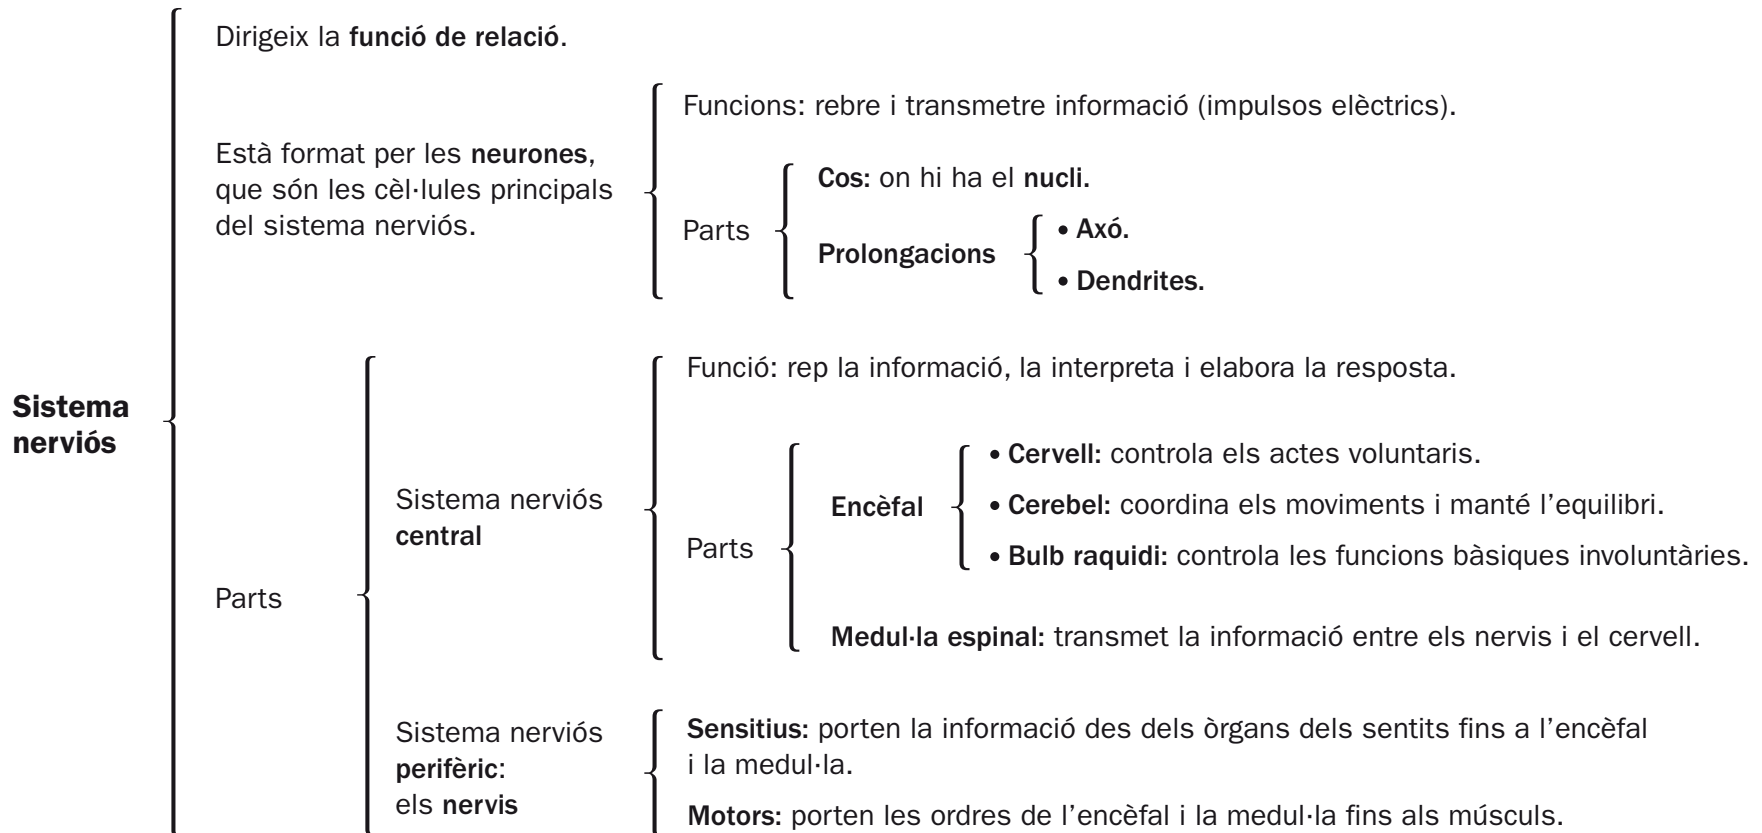 Dirigeix la funció de relació.
Funcions: rebre i transmetre informació (impulsos elèctrics).
Està format per les neurones,
que són les cèl·lules principals
del sistema nerviós.
Parts
Cos: on hi ha el nucli.
Prolongacions
• Axó.
• Dendrites.
Sistema
nerviós
Parts
Sistema nerviós
central
Funció: rep la informació, la interpreta i elabora la resposta.
Parts
Encèfal
• Cervell: controla els actes voluntaris.
• Cerebel: coordina els moviments i manté l’equilibri.
• Bulb raquidi: controla les funcions bàsiques involuntàries.
Medul·la espinal: transmet la informació entre els nervis i el cervell.
Sistema nerviós
perifèric:
els nervis
Sensitius: porten la informació des dels òrgans dels sentits fins a l’encèfal
i la medul·la.
Motors: porten les ordres de l’encèfal i la medul·la fins als músculs.